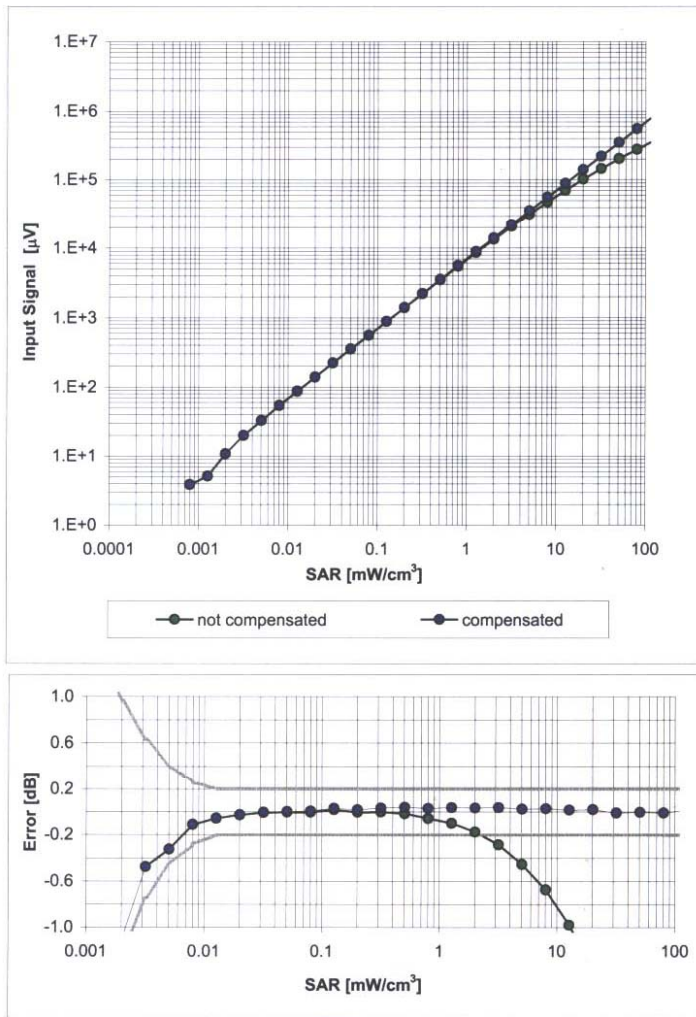 1.E+7
1.E+6
1.E+5
1.E+4
1.E+3
1.E+2
1.E+1
1.E+0
Input Signal [µV]
0.0001 0.001 0.01 0.1 1 10 100
SAR [mW/cm³]
not compensated compensated
1.0
0.6
0.2
-0.2
-0.6
-1.0
Error [dB]
0.001 0.01 0.1 1 10 100
SAR [mW/cm³]